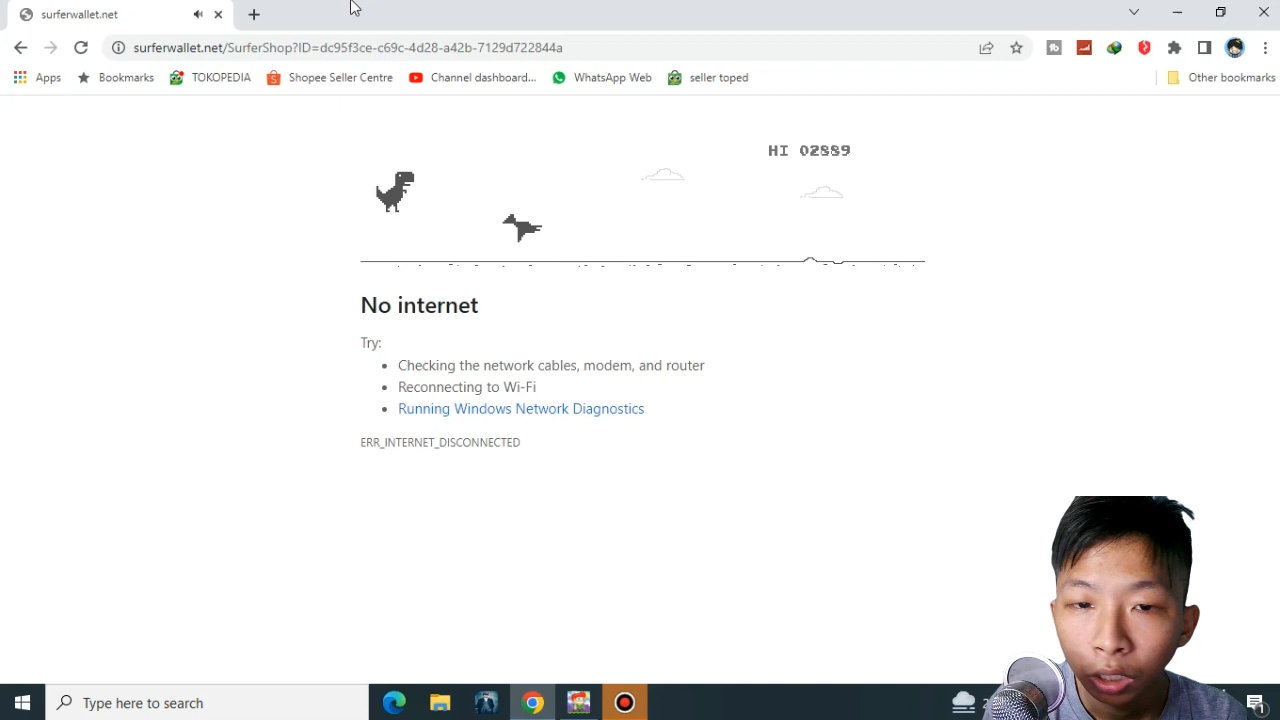 surferwallet.net
surferwallet.net/SurferShop?ID=dc95f3ce-c69c-4d28-a42b-7129d722844a
Apps Bookmarks TOKOPEDIA Shopee Seller Centre Channel dashboard... WhatsApp Web seller toped Other bookmarks
HI 02889
No internet
Try:
• Checking the network cables, modem, and router
• Reconnecting to Wi-Fi
• Running Windows Network Diagnostics
ERR_INTERNET_DISCONNECTED
Type here to search